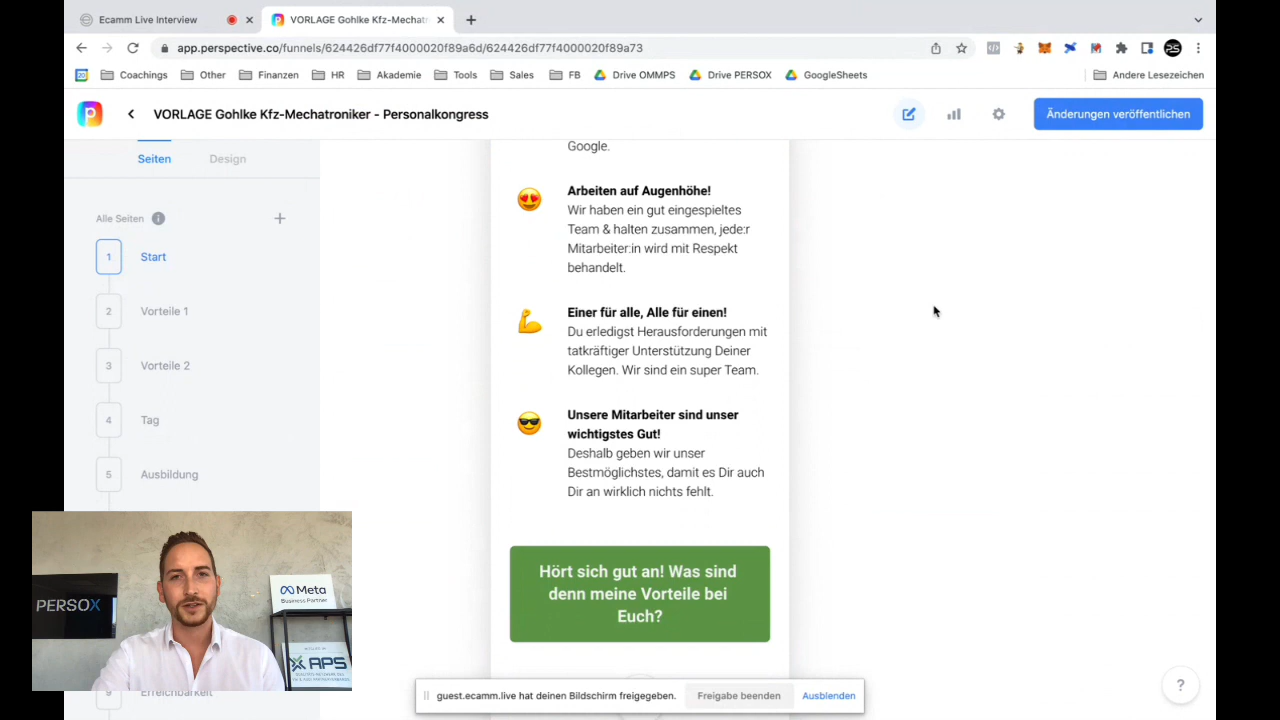 Ecamm Live Interview
VORLAGE Gohlke Kfz-Mechatr
app.perspective.co/funnels/624426df77f4000020f89a6d/624426df77f4000020f89a73
Coachings
Other
Finanzen
HR
Akademie
Tools
Sales
FB
Drive OMMPS
Drive PERSOX
GoogleSheets
Andere Lesezeichen
VORLAGE Gohlke Kfz-Mechatroniker - Personalkongress
Änderungen veröffentlichen
Seiten
Design
Alle Seiten
1
Start
2
Vorteile 1
3
Vorteile 2
4
Tag
5
Ausbildung
9
Erreichbarkeit
Google.
Arbeiten auf Augenhöhe!
Wir haben ein gut eingespieltes
Team & halten zusammen, jede:r
Mitarbeiter:in wird mit Respekt
behandelt.
Einer für alle, Alle für einen!
Du erledigst Herausforderungen mit
tatkräftiger Unterstützung Deiner
Kollegen. Wir sind ein super Team.
Unsere Mitarbeiter sind unser
wichtigstes Gut!
Deshalb geben wir unser
Bestmöglichstes, damit es Dir auch
Dir an wirklich nichts fehlt.
Hört sich gut an! Was sind
denn meine Vorteile bei
Euch?
PERSOX
Meta
Business Partner
APS
guest.ecamm.live hat deinen Bildschirm freigegeben.
Freigabe beenden
Ausblenden
?